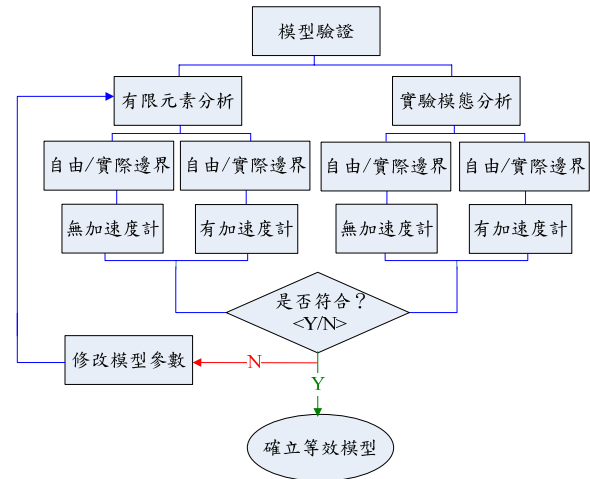 模型驗證
有限元素分析
實驗模態分析
自由/實際邊界
自由/實際邊界
自由/實際邊界
自由/實際邊界
無加速度計
有加速度計
無加速度計
有加速度計
是否符合？
<Y/N>
修改模型參數
N
Y
確立等效模型